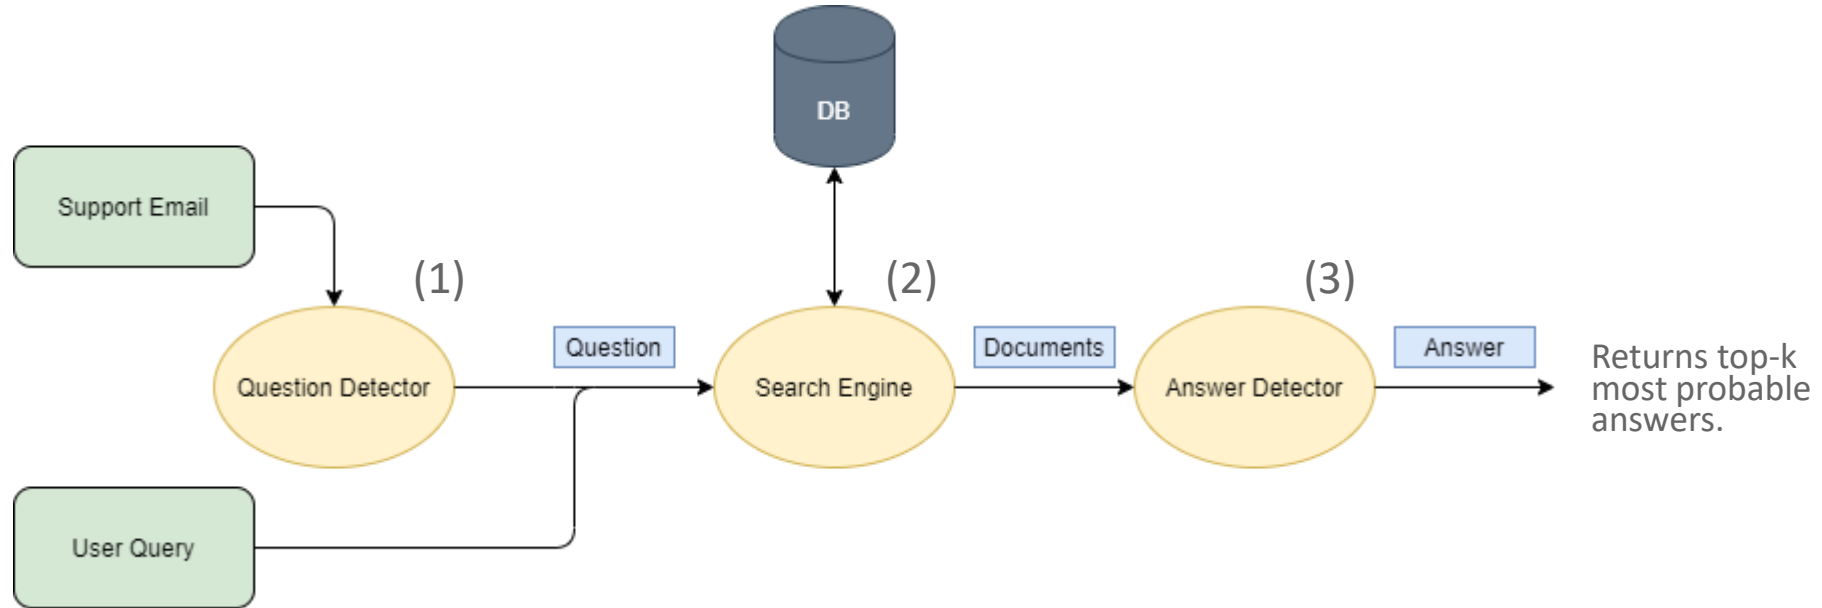 DB
Support Email
(1)
(2)
(3)
Question
Documents
Answer
Question Detector
Search Engine
Answer Detector
Returns top-k
most probable
answers.
User Query